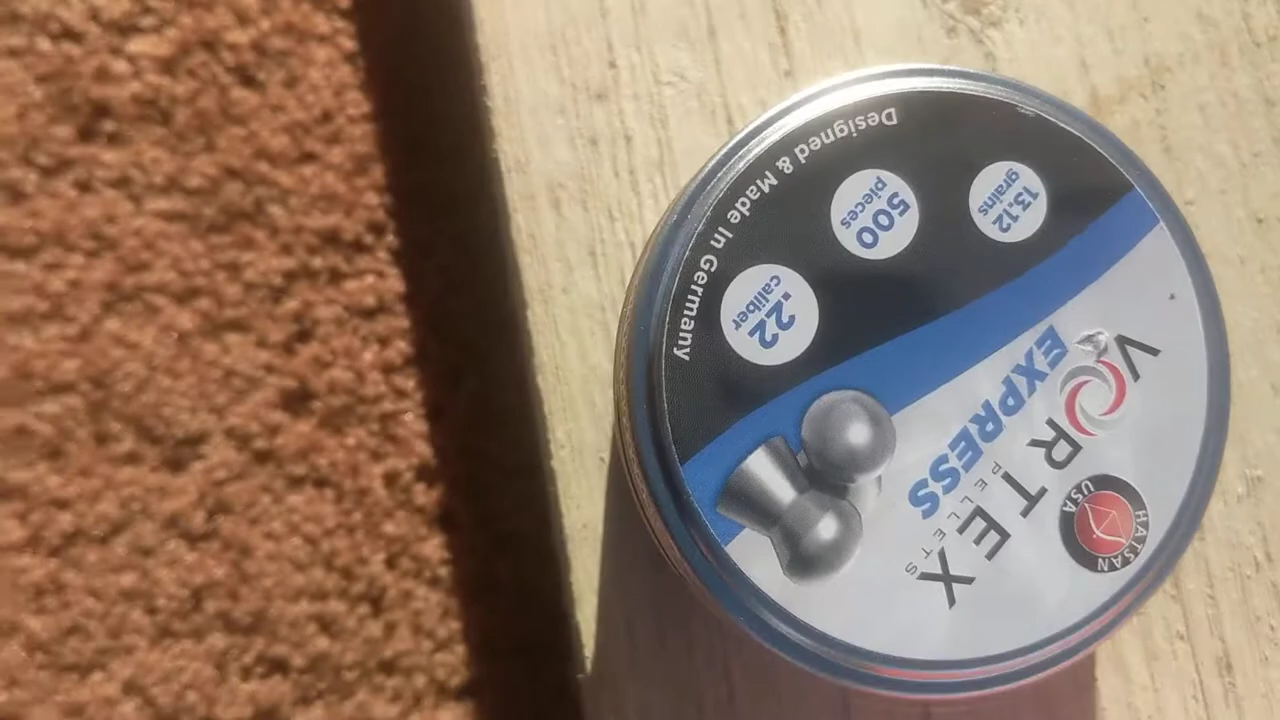 HATSAN
USA
VORTEX
EXPRESS
PELLETS
.22
caliber
500
pieces
13,12
grains
Designed & Made In Germany